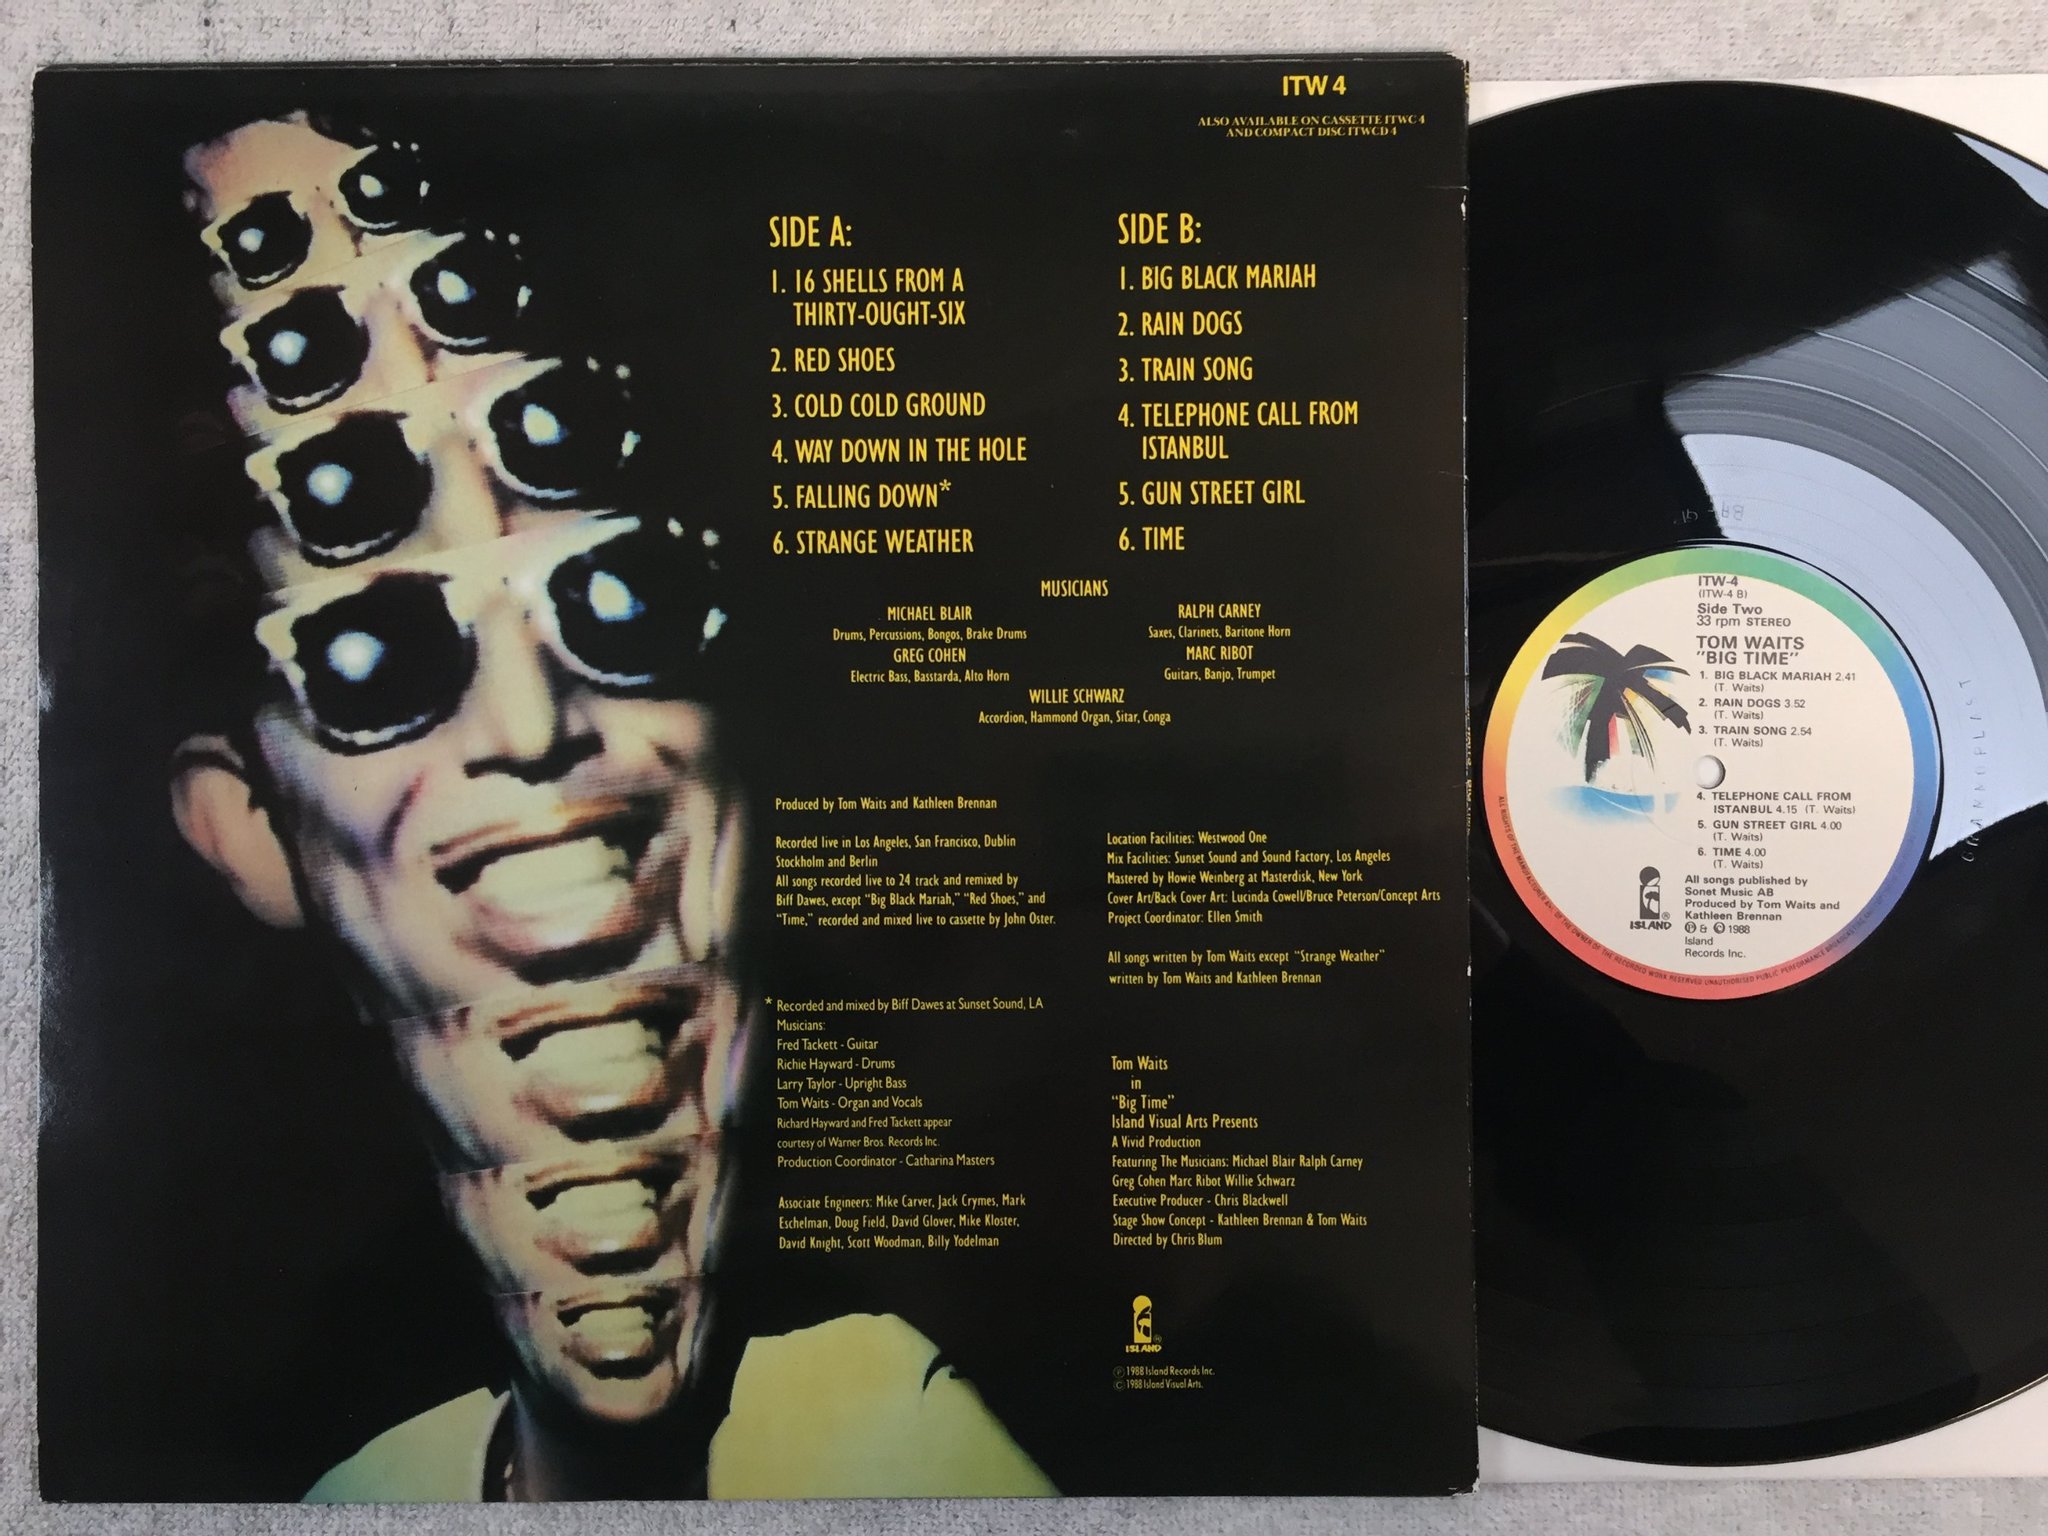 ITW 4
ALSO AVAILABLE ON CASSETTE ITWC 4
AND COMPACT DISC ITWCD 4
SIDE A:
1. 16 SHELLS FROM A
THIRTY-OUGHT-SIX
2. RED SHOES
3. COLD COLD GROUND
4. WAY DOWN IN THE HOLE
5. FALLING DOWN*
6. STRANGE WEATHER
SIDE B:
1. BIG BLACK MARIAH
2. RAIN DOGS
3. TRAIN SONG
4. TELEPHONE CALL FROM
ISTANBUL
5. GUN STREET GIRL
6. TIME
MUSICIANS
MICHAEL BLAIR
Drums, Percussions, Bongos, Brake Drums
GREG COHEN
Electric Bass, Basstarda, Alto Horn
RALPH CARNEY
Saxes, Clarinets, Baritone Horn
MARC RIBOT
Guitars, Banjo, Trumpet
WILLIE SCHWARZ
Accordion, Hammond Organ, Sitar, Conga
Produced by Tom Waits and Kathleen Brennan
Recorded live in Los Angeles, San Francisco, Dublin
Stockholm and Berlin
All songs recorded live to 24 track and remixed by
Biff Dawes, except "Big Black Mariah," "Red Shoes," and
"Time," recorded and mixed live to cassette by John Oster.
* Recorded and mixed by Biff Dawes at Sunset Sound, LA
Musicians:
Fred Tackett - Guitar
Richie Hayward - Drums
Larry Taylor - Upright Bass
Tom Waits - Organ and Vocals
Richard Hayward and Fred Tackett appear
courtesy of Warner Bros. Records Inc.
Production Coordinator - Catharina Masters
Associate Engineers: Mike Carver, Jack Crymes, Mark
Eschelman, Doug Field, David Glover, Mike Kloster,
David Knight, Scott Woodman, Billy Yodelman
Location Facilities: Westwood One
Mix Facilities: Sunset Sound and Sound Factory, Los Angeles
Mastered by Howie Weinberg at Masterdisk, New York
Cover Art/Back Cover Art: Lucinda Cowell/Bruce Peterson/Concept Arts
Project Coordinator: Ellen Smith
All songs written by Tom Waits except "Strange Weather"
written by Tom Waits and Kathleen Brennan
Tom Waits
in
"Big Time"
Island Visual Arts Presents
A Vivid Production
Featuring The Musicians: Michael Blair Ralph Carney
Greg Cohen Marc Ribot Willie Schwarz
Executive Producer - Chris Blackwell
Stage Show Concept - Kathleen Brennan & Tom Waits
Directed by Chris Blum
ISLAND ®
Ⓟ 1988 Island Records Inc.
© 1988 Island Visual Arts.
ITW-4
(ITW-4 B)
Side Two
33 rpm STEREO
TOM WAITS
"BIG TIME"
1. BIG BLACK MARIAH 2.41
(T. Waits)
2. RAIN DOGS 3.52
(T. Waits)
3. TRAIN SONG 2.54
(T. Waits)
4. TELEPHONE CALL FROM
ISTANBUL 4.15 (T. Waits)
5. GUN STREET GIRL 4.00
(T. Waits)
6. TIME 4.00
(T. Waits)
All songs published by
Sonet Music AB
Produced by Tom Waits and
Kathleen Brennan
Ⓟ & © 1988
Island
Records Inc.
ISLAND ®
ALL RIGHTS OF THE MANUFACTURER AND OF THE OWNER OF THE RECORDED WORK RESERVED UNAUTHORISED PUBLIC PERFORMANCE